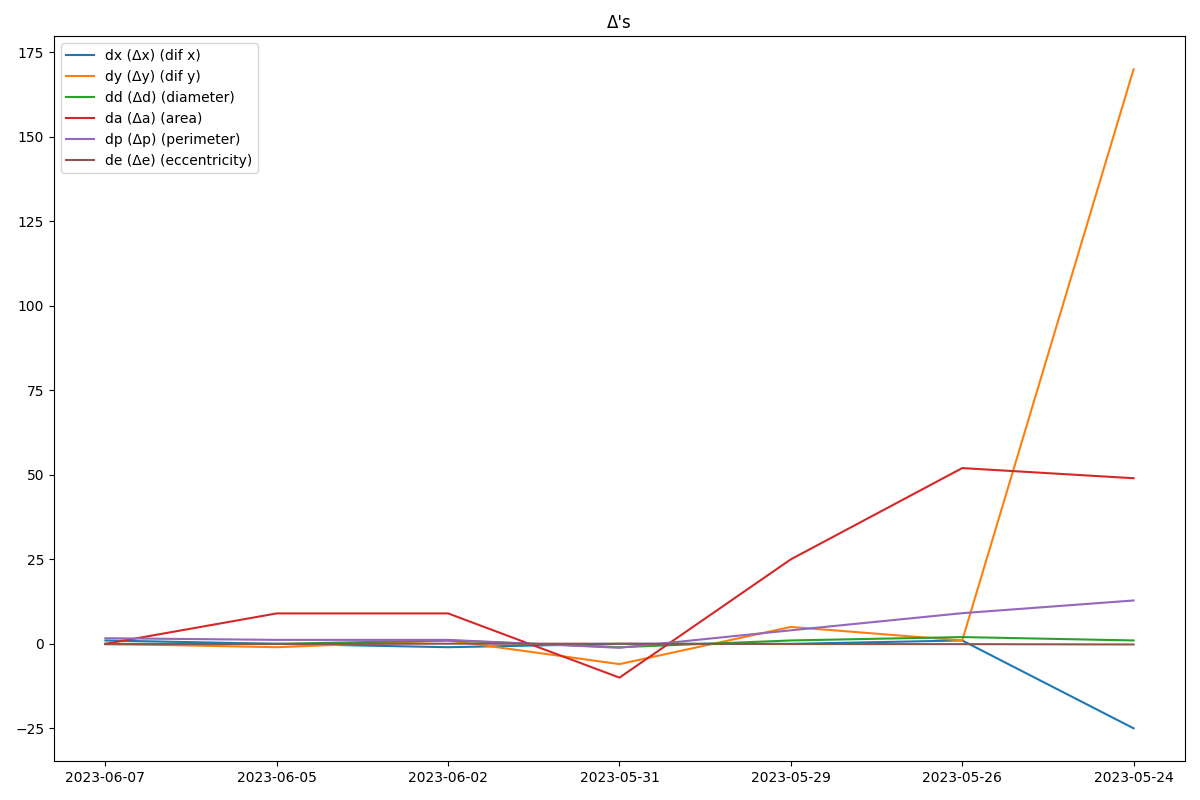 Δ's
dx (Δx) (dif x)
dy (Δy) (dif y)
dd (Δd) (diameter)
da (Δa) (area)
dp (Δp) (perimeter)
de (Δe) (eccentricity)
175
150
125
100
75
50
25
0
−25
2023-06-07 2023-06-05 2023-06-02 2023-05-31 2023-05-29 2023-05-26 2023-05-24